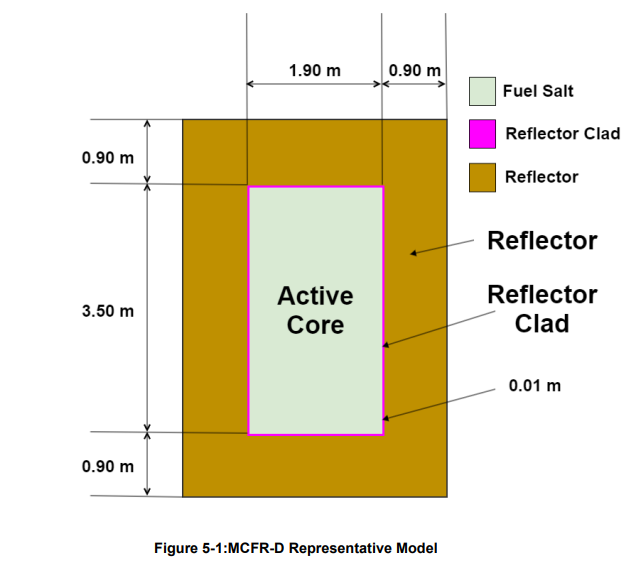 1.90 m
0.90 m
Fuel Salt
Reflector Clad
Reflector
0.90 m
3.50 m
0.90 m
Active
Core
Reflector
Reflector
Clad
0.01 m
Figure 5-1:MCFR-D Representative Model